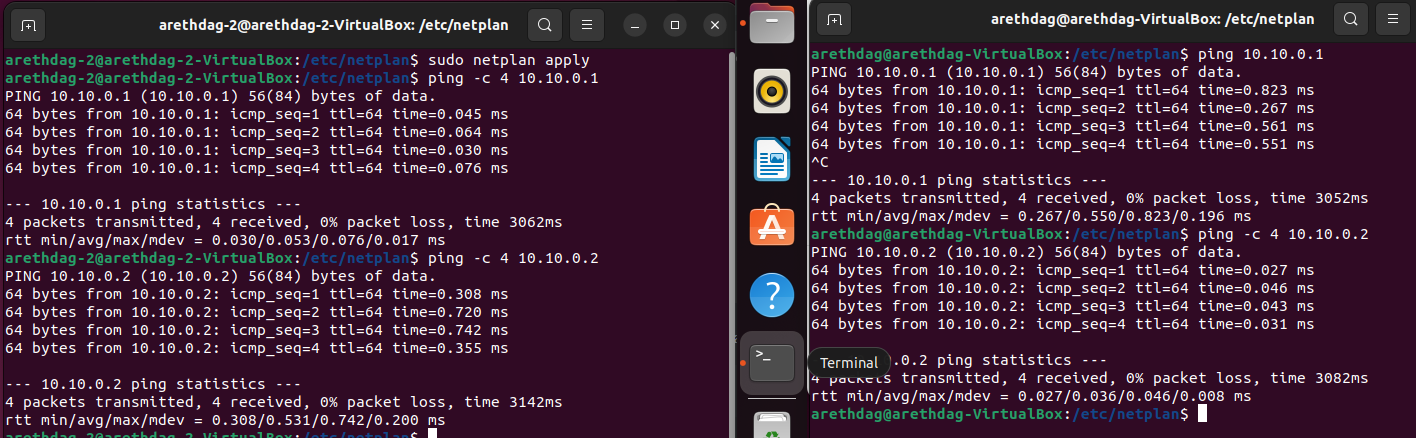 arethdag-2@arethdag-2-VirtualBox: /etc/netplan
arethdag-2@arethdag-2-VirtualBox:/etc/netplan$ sudo netplan apply
arethdag-2@arethdag-2-VirtualBox:/etc/netplan$ ping -c 4 10.10.0.1
PING 10.10.0.1 (10.10.0.1) 56(84) bytes of data.
64 bytes from 10.10.0.1: icmp_seq=1 ttl=64 time=0.045 ms
64 bytes from 10.10.0.1: icmp_seq=2 ttl=64 time=0.064 ms
64 bytes from 10.10.0.1: icmp_seq=3 ttl=64 time=0.030 ms
64 bytes from 10.10.0.1: icmp_seq=4 ttl=64 time=0.076 ms
--- 10.10.0.1 ping statistics ---
4 packets transmitted, 4 received, 0% packet loss, time 3062ms
rtt min/avg/max/mdev = 0.030/0.053/0.076/0.017 ms
arethdag-2@arethdag-2-VirtualBox:/etc/netplan$ ping -c 4 10.10.0.2
PING 10.10.0.2 (10.10.0.2) 56(84) bytes of data.
64 bytes from 10.10.0.2: icmp_seq=1 ttl=64 time=0.308 ms
64 bytes from 10.10.0.2: icmp_seq=2 ttl=64 time=0.720 ms
64 bytes from 10.10.0.2: icmp_seq=3 ttl=64 time=0.742 ms
64 bytes from 10.10.0.2: icmp_seq=4 ttl=64 time=0.355 ms
--- 10.10.0.2 ping statistics ---
4 packets transmitted, 4 received, 0% packet loss, time 3142ms
rtt min/avg/max/mdev = 0.308/0.531/0.742/0.200 ms
arethdag-2@arethdag-2-VirtualBox:/etc/netplan$
?
>_
Terminal
arethdag@arethdag-VirtualBox: /etc/netplan
arethdag@arethdag-VirtualBox:/etc/netplan$ ping 10.10.0.1
PING 10.10.0.1 (10.10.0.1) 56(84) bytes of data.
64 bytes from 10.10.0.1: icmp_seq=1 ttl=64 time=0.823 ms
64 bytes from 10.10.0.1: icmp_seq=2 ttl=64 time=0.267 ms
64 bytes from 10.10.0.1: icmp_seq=3 ttl=64 time=0.561 ms
64 bytes from 10.10.0.1: icmp_seq=4 ttl=64 time=0.551 ms
^C
--- 10.10.0.1 ping statistics ---
4 packets transmitted, 4 received, 0% packet loss, time 3052ms
rtt min/avg/max/mdev = 0.267/0.550/0.823/0.196 ms
arethdag@arethdag-VirtualBox:/etc/netplan$ ping -c 4 10.10.0.2
PING 10.10.0.2 (10.10.0.2) 56(84) bytes of data.
64 bytes from 10.10.0.2: icmp_seq=1 ttl=64 time=0.027 ms
64 bytes from 10.10.0.2: icmp_seq=2 ttl=64 time=0.046 ms
64 bytes from 10.10.0.2: icmp_seq=3 ttl=64 time=0.043 ms
64 bytes from 10.10.0.2: icmp_seq=4 ttl=64 time=0.031 ms
.0.2 ping statistics ---
4 packets transmitted, 4 received, 0% packet loss, time 3082ms
rtt min/avg/max/mdev = 0.027/0.036/0.046/0.008 ms
arethdag@arethdag-VirtualBox:/etc/netplan$